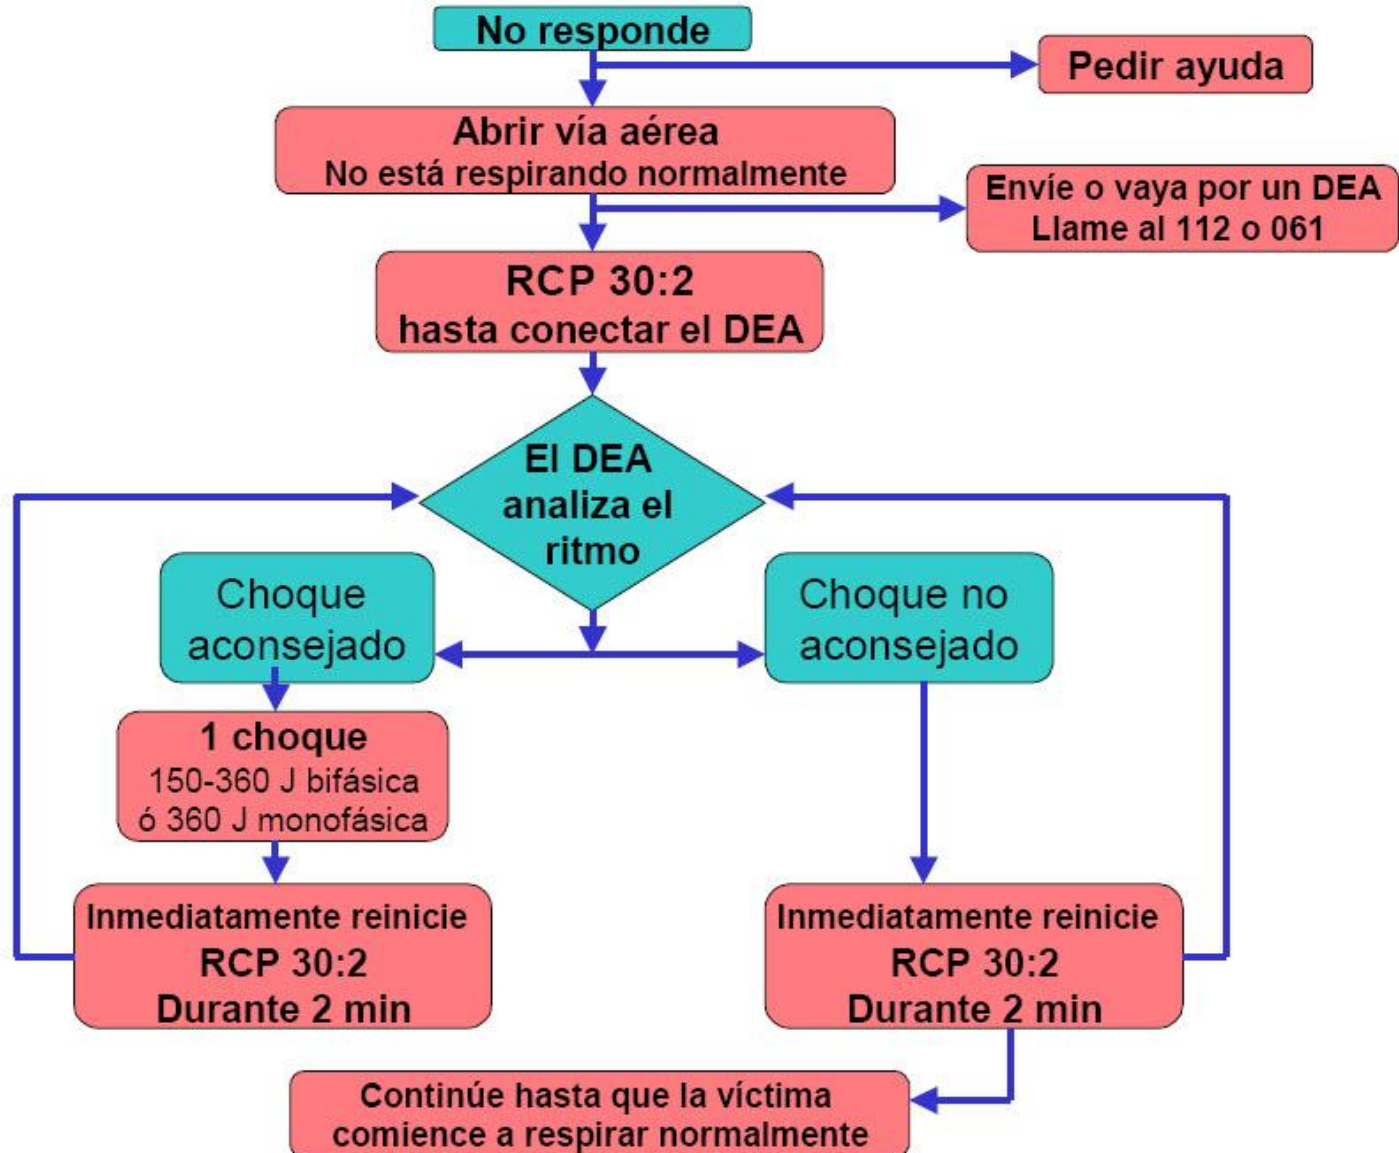 No responde
Pedir ayuda
Abrir vía aérea
No está respirando normalmente
Envíe o vaya por un DEA
Llame al 112 o 061
RCP 30:2
hasta conectar el DEA
El DEA
analiza el
ritmo
Choque
aconsejado
Choque no
aconsejado
1 choque
150-360 J bifásica
ó 360 J monofásica
Inmediatamente reinicie
RCP 30:2
Durante 2 min
Inmediatamente reinicie
RCP 30:2
Durante 2 min
Continúe hasta que la víctima
comience a respirar normalmente